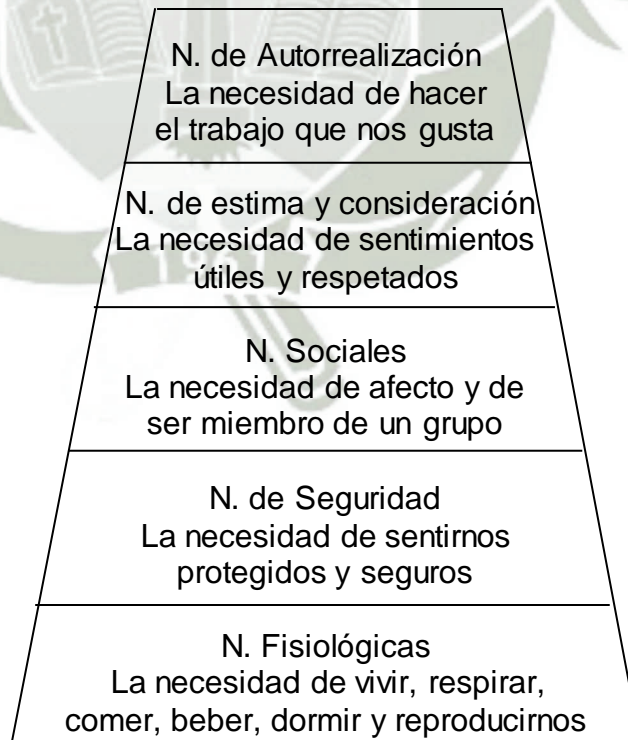 N. de Autorrealización
La necesidad de hacer
el trabajo que nos gusta
N. de estima y consideración
La necesidad de sentimientos
útiles y respetados
N. Sociales
La necesidad de afecto y de
ser miembro de un grupo
N. de Seguridad
La necesidad de sentirnos
protegidos y seguros
N. Fisiológicas
La necesidad de vivir, respirar,
comer, beber, dormir y reproducirnos